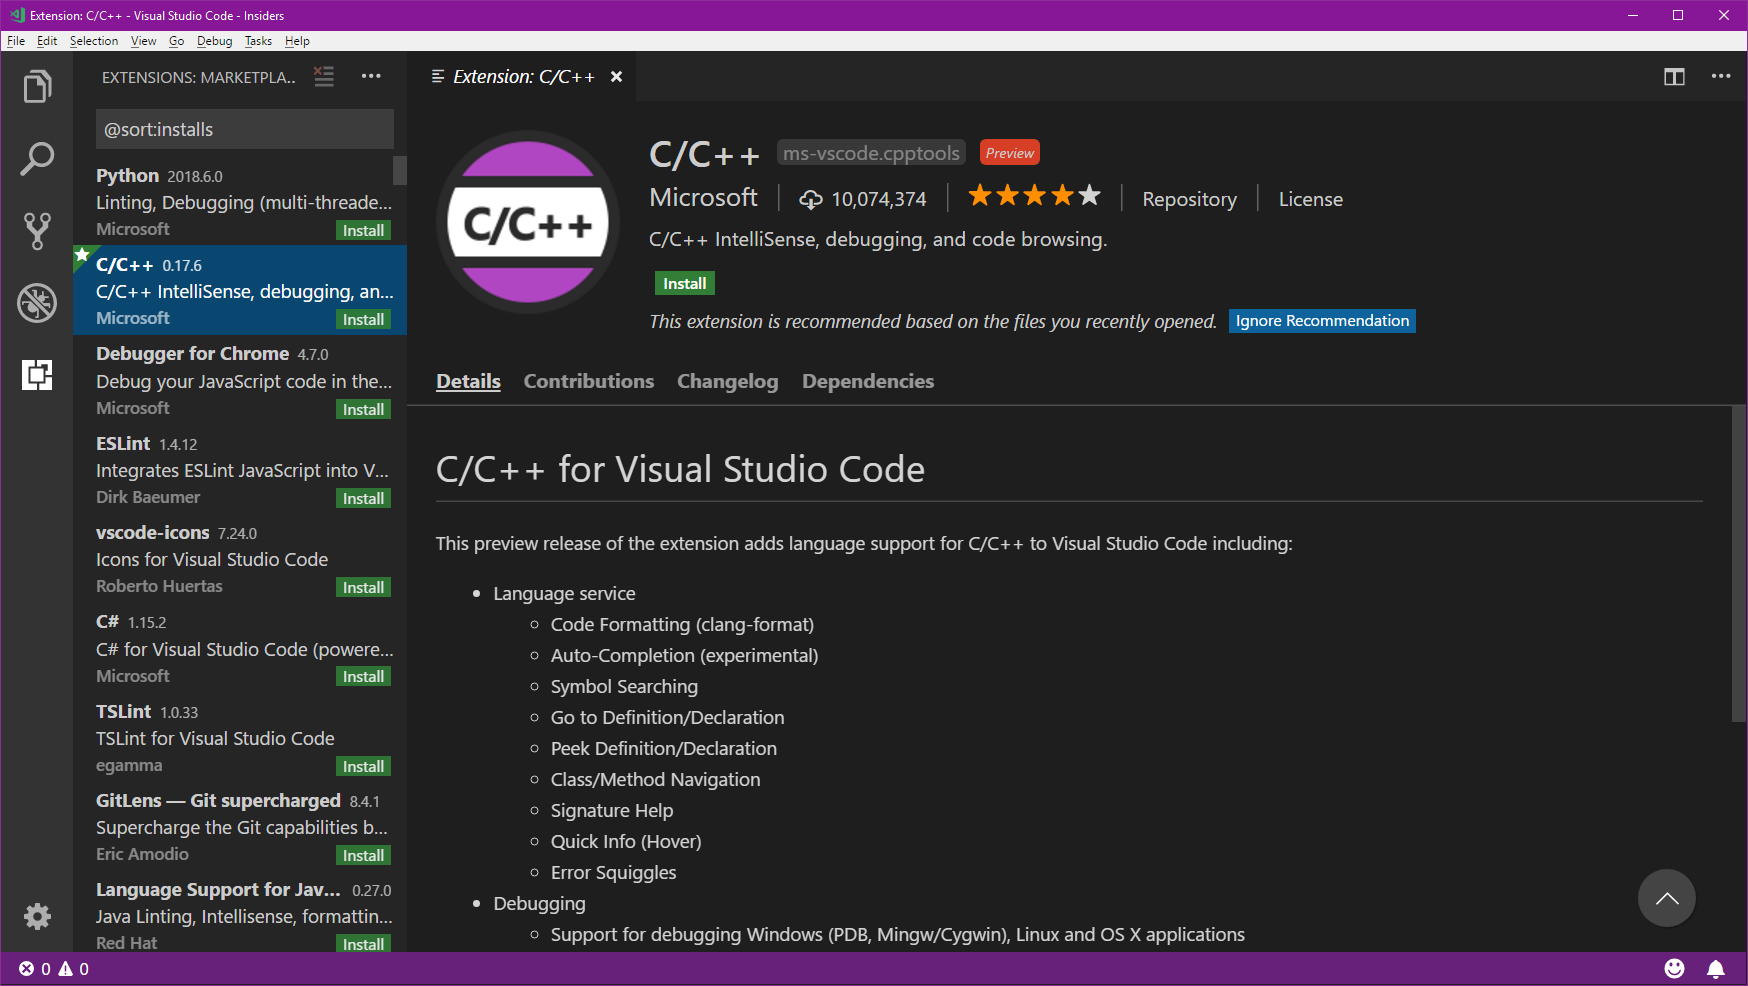 Extension: C/C++ - Visual Studio Code - Insiders
File Edit Selection View Go Debug Tasks Help
EXTENSIONS: MARKETPLA...
@sort:installs
Python 2018.6.0
Linting, Debugging (multi-threade...
Microsoft Install
C/C++ 0.17.6
C/C++ IntelliSense, debugging, an...
Microsoft Install
Debugger for Chrome 4.7.0
Debug your JavaScript code in the...
Microsoft Install
ESLint 1.4.12
Integrates ESLint JavaScript into V...
Dirk Baeumer Install
vscode-icons 7.24.0
Icons for Visual Studio Code
Roberto Huertas Install
C# 1.15.2
C# for Visual Studio Code (powere...
Microsoft Install
TSLint 1.0.33
TSLint for Visual Studio Code
egamma Install
GitLens — Git supercharged 8.4.1
Supercharge the Git capabilities b...
Eric Amodio Install
Language Support for Jav... 0.27.0
Java Linting, Intellisense, formattin...
Red Hat Install
Extension: C/C++
C/C++
C/C++ ms-vscode.cpptools Preview
Microsoft 10,074,374 Repository License
C/C++ IntelliSense, debugging, and code browsing.
Install
This extension is recommended based on the files you recently opened. Ignore Recommendation
Details Contributions Changelog Dependencies
C/C++ for Visual Studio Code
This preview release of the extension adds language support for C/C++ to Visual Studio Code including:
Language service
Code Formatting (clang-format)
Auto-Completion (experimental)
Symbol Searching
Go to Definition/Declaration
Peek Definition/Declaration
Class/Method Navigation
Signature Help
Quick Info (Hover)
Error Squiggles
Debugging
Support for debugging Windows (PDB, Mingw/Cygwin), Linux and OS X applications
0 0